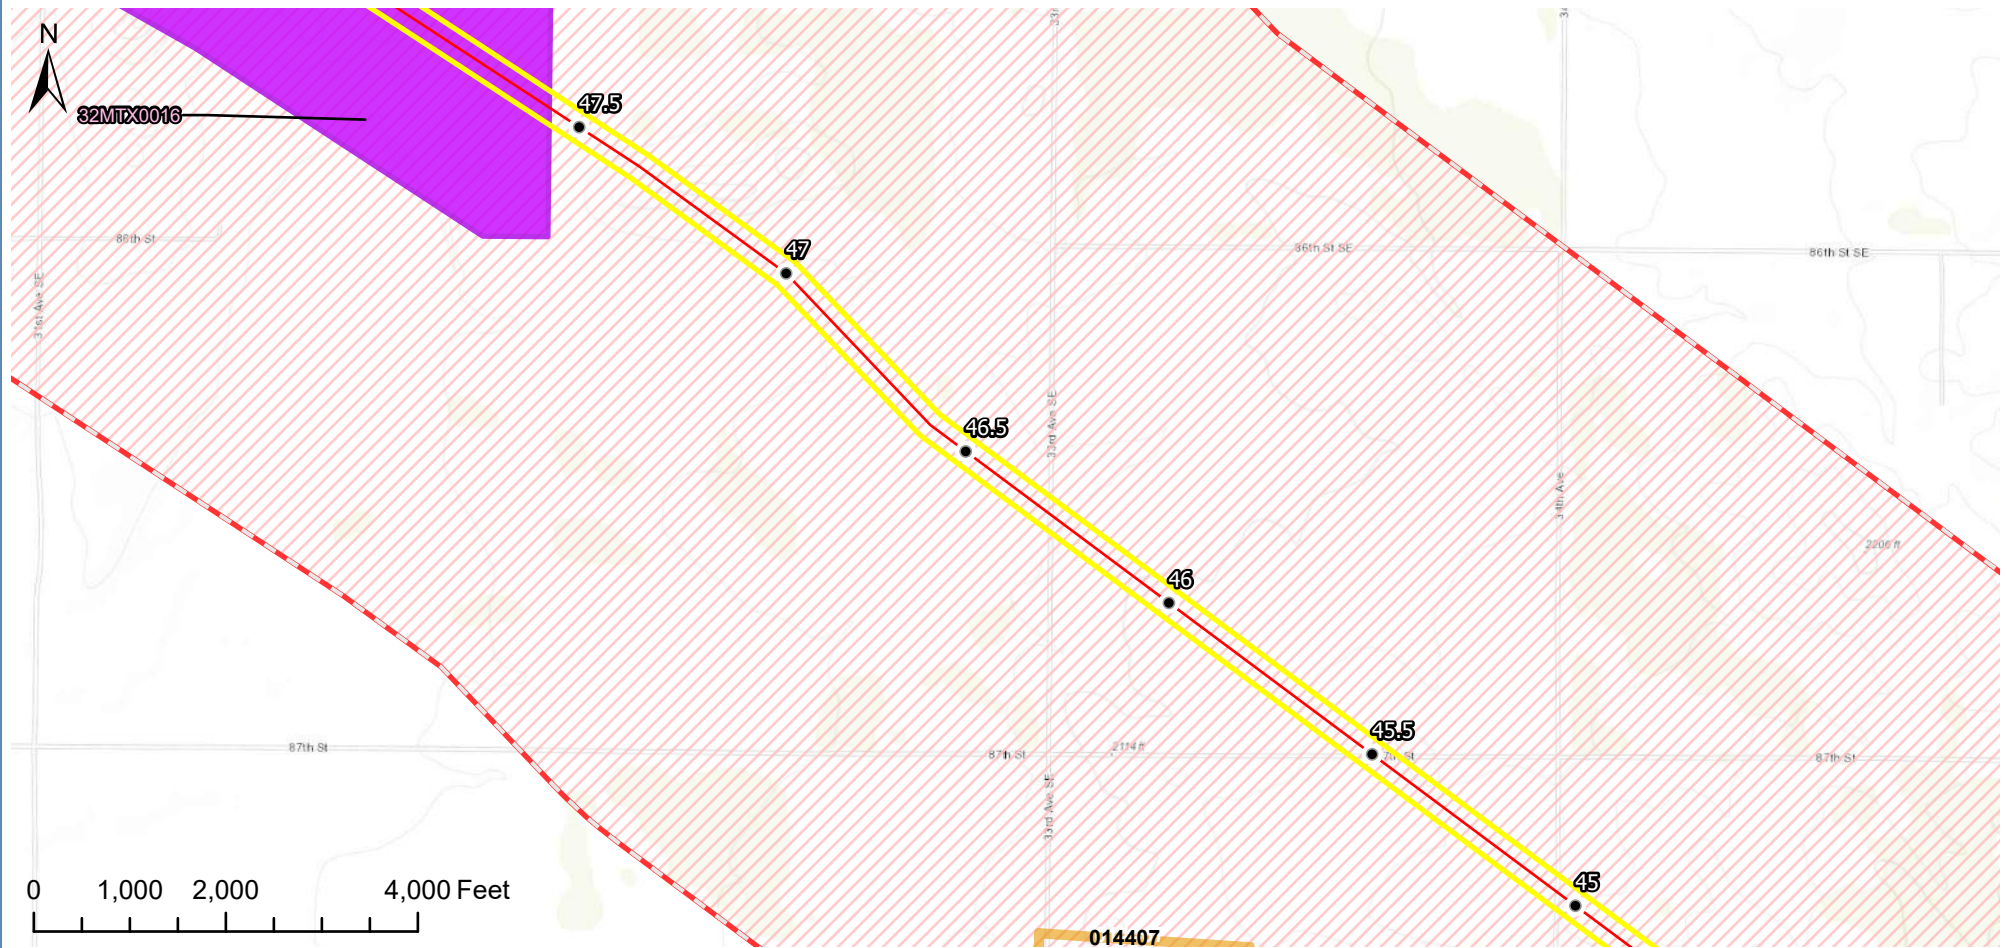 N
32MTX0016
47.5
86th St
47
36th St SE
86th St SE
31st Ave SE
46.5
33rd Ave SE
34th Ave
2206 ft
46
45.5
87th St
87th St
2114 ft
87th St
33rd Ave SE
45
0 1,000 2,000 4,000 Feet
014407